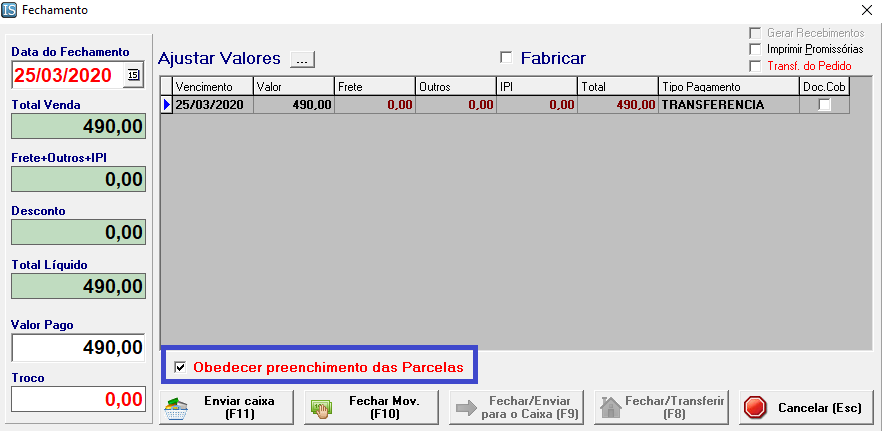 IS Fechamento
Data do Fechamento
25/03/2020 15
Total Venda
490,00
Frete+Outros+IPI
0,00
Desconto
0,00
Total Líquido
490,00
Valor Pago
490,00
Troco
0,00
Ajustar Valores ...
Fabricar
Gerar Recebimentos
Imprimir Promissórias
Transf. do Pedido
Vencimento Valor Frete Outros IPI Total Tipo Pagamento Doc.Cob
25/03/2020 490,00 0,00 0,00 0,00 490,00 TRANSFERENCIA
Obedecer preenchimento das Parcelas
Enviar caixa
(F11)
Fechar Mov.
(F10)
Fechar/Enviar
para o Caixa (F9)
Fechar/Transferir
(F8)
Cancelar (Esc)